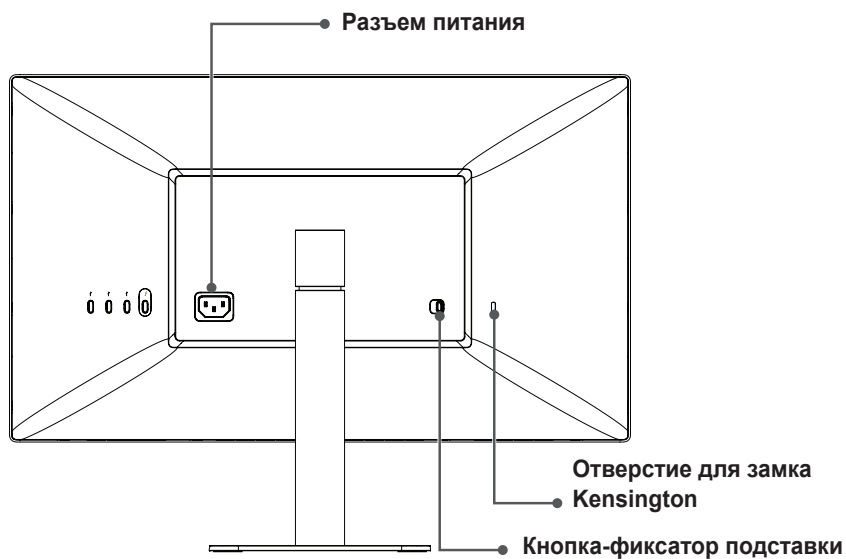 Разъем питания
Отверстие для замка
Kensington
Кнопка-фиксатор подставки